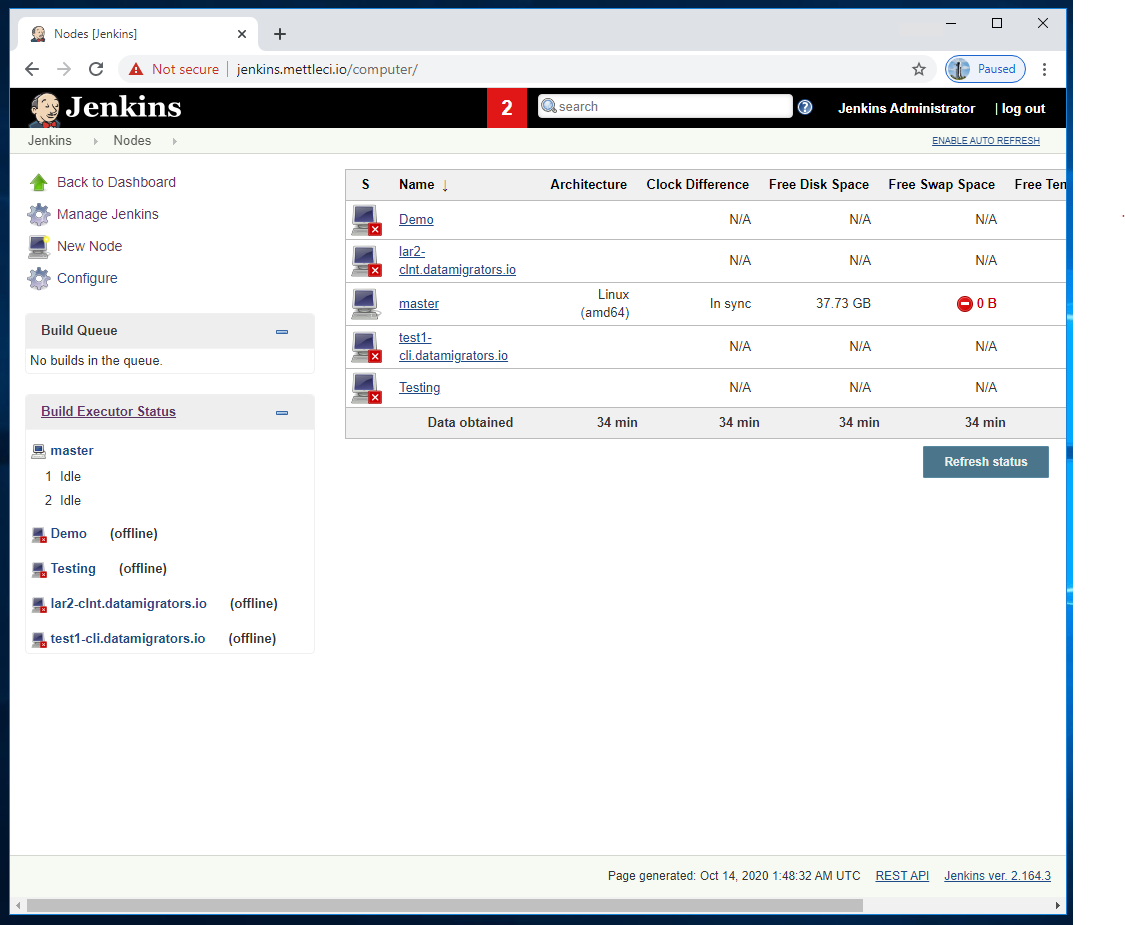 Nodes [Jenkins]
Not secure jenkins.mettleci.io/computer/ Paused
Jenkins 2 search Jenkins Administrator | log out
Jenkins Nodes ENABLE AUTO REFRESH
Back to Dashboard
Manage Jenkins
New Node
Configure
Build Queue
No builds in the queue.
Build Executor Status
master
1 Idle
2 Idle
Demo (offline)
Testing (offline)
lar2-clnt.datamigrators.io (offline)
test1-cli.datamigrators.io (offline)
S Name ↓ Architecture Clock Difference Free Disk Space Free Swap Space Free Ten
Demo N/A N/A N/A
lar2-
clnt.datamigrators.io N/A N/A N/A
master Linux (amd64) In sync 37.73 GB 0 B
test1-
cli.datamigrators.io N/A N/A N/A
Testing N/A N/A N/A
Data obtained 34 min 34 min 34 min 34 min
Refresh status
Page generated: Oct 14, 2020 1:48:32 AM UTC REST API Jenkins ver. 2.164.3